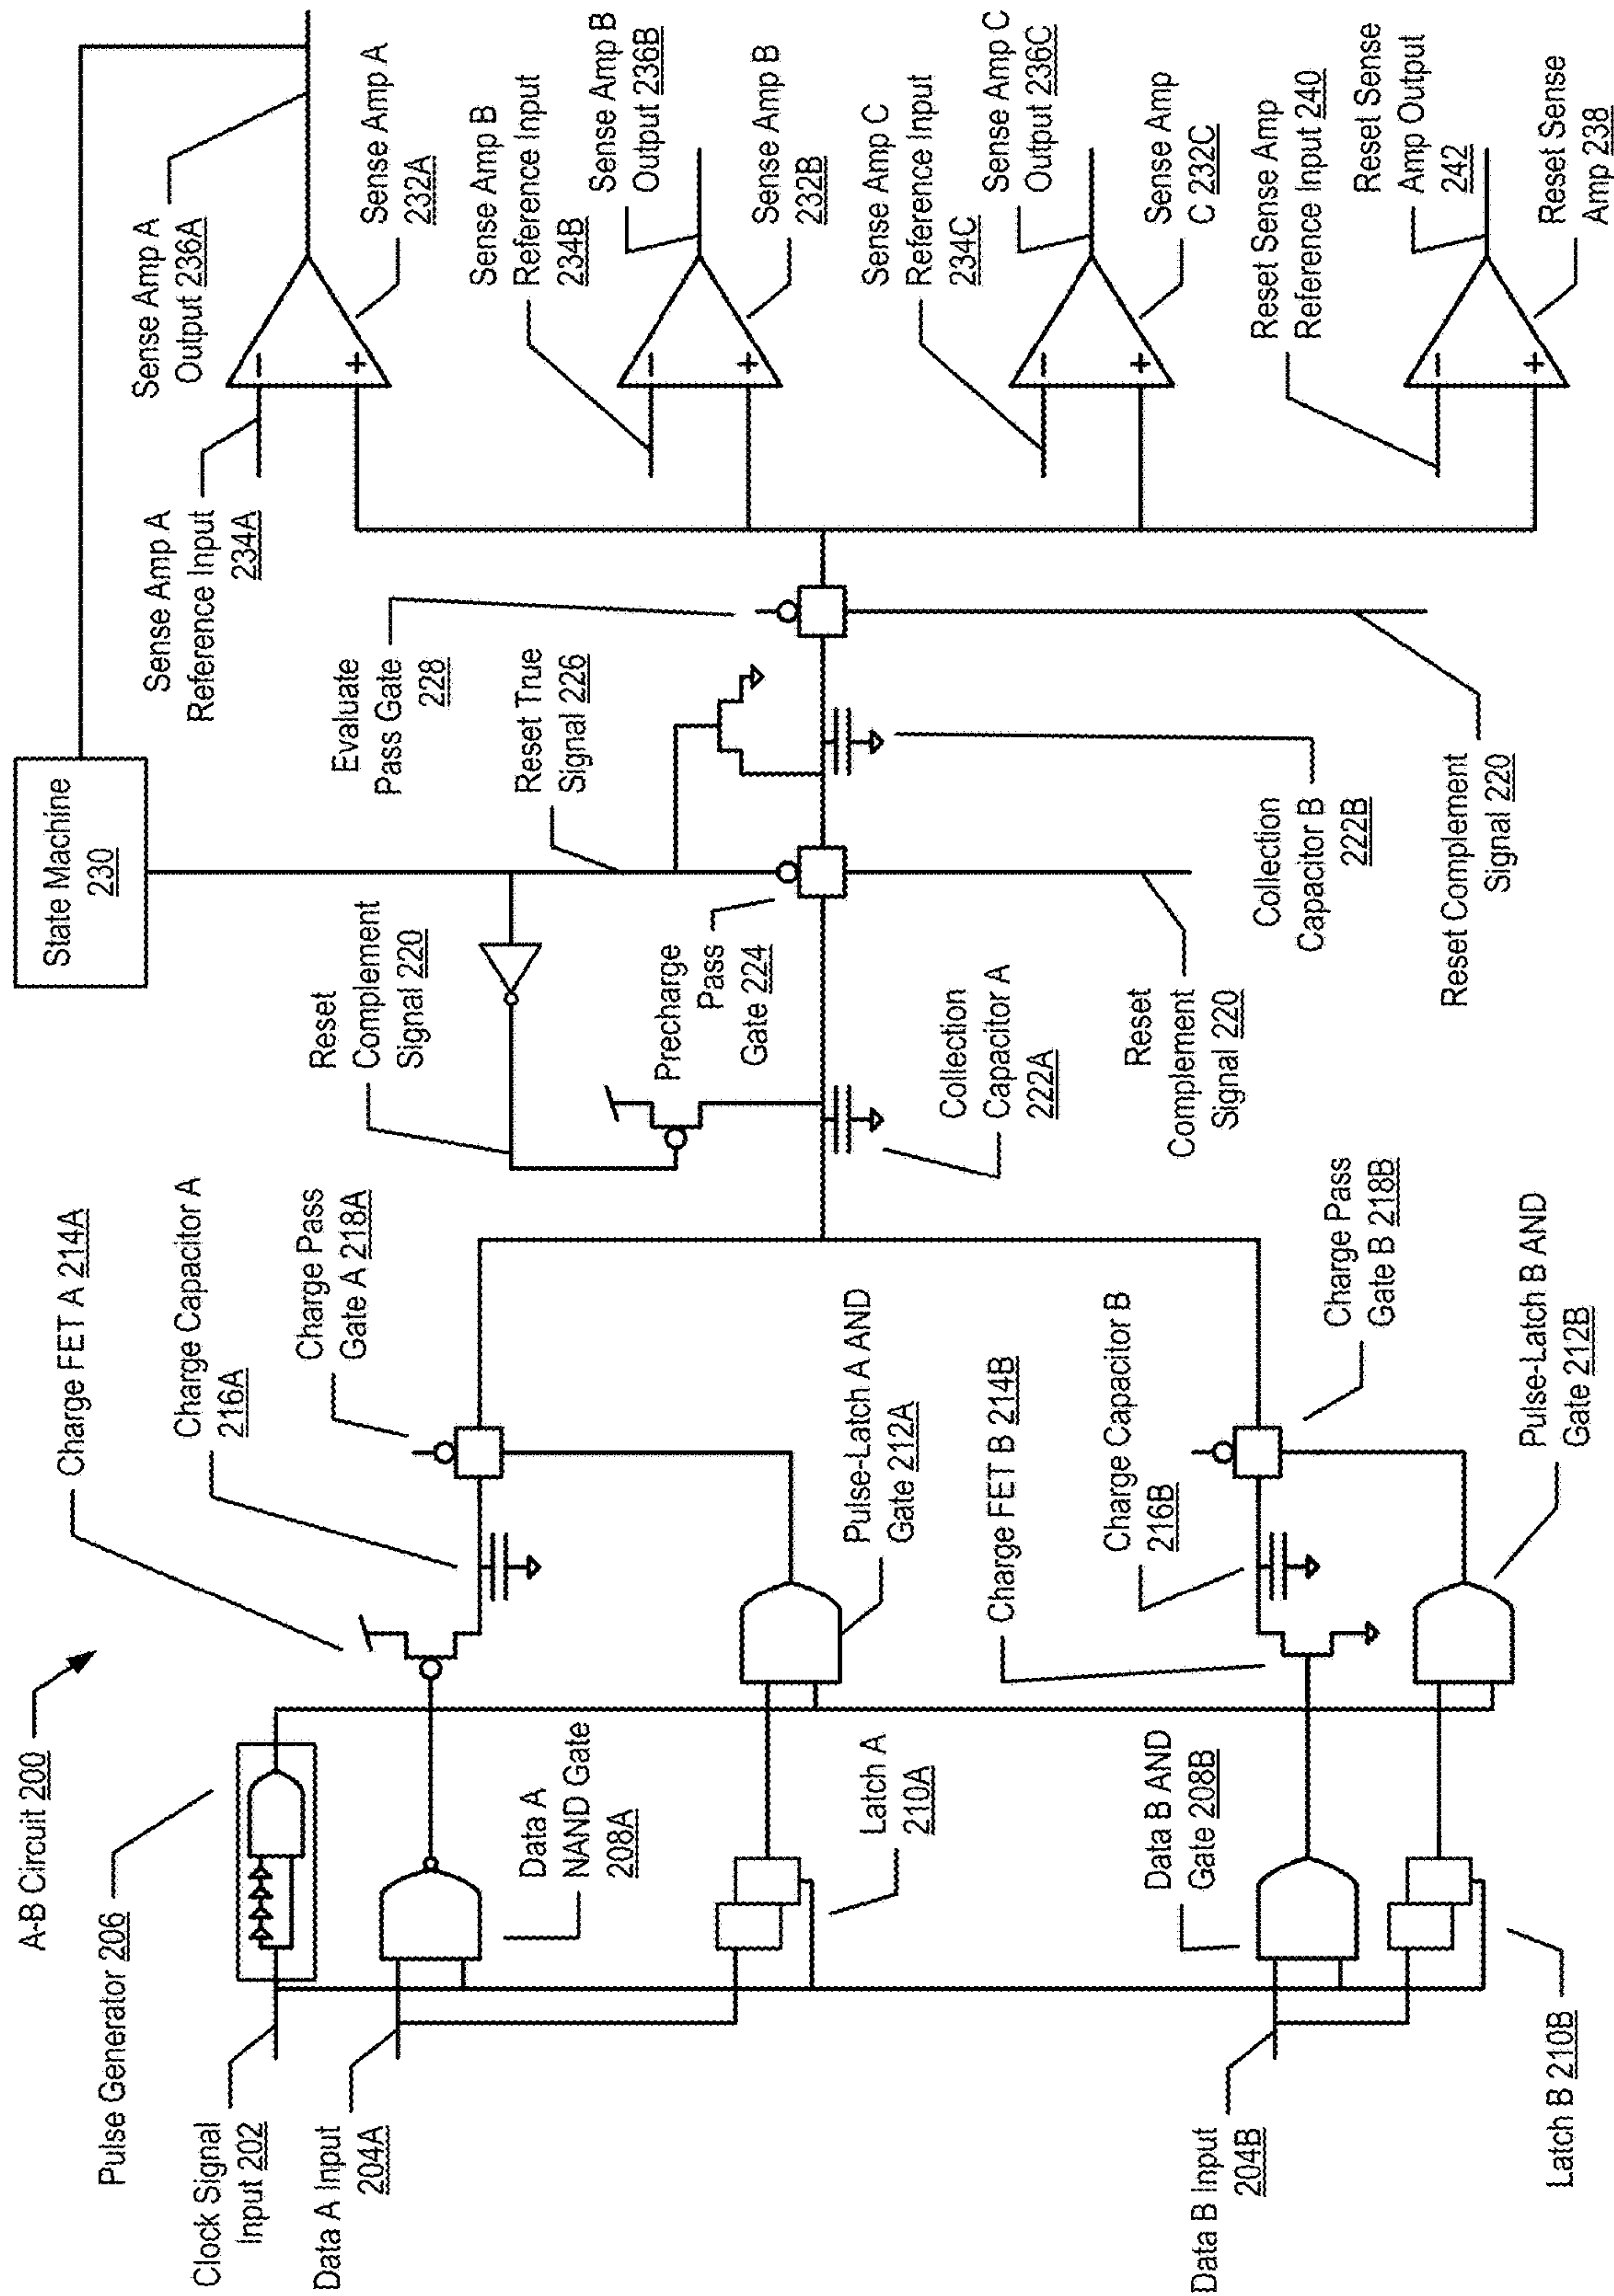 A-B Circuit 200
Pulse Generator 206
Clock Signal
Input 202
Data A Input
204A
Data B Input
204B
Latch B 210B
Data A
NAND Gate
208A
Latch A
210A
Data B AND
Gate 208B
Charge FET A 214A
Charge Capacitor A
216A
Charge Pass
Gate A 218A
Pulse-Latch A AND
Gate 212A
Charge FET B 214B
Charge Capacitor B
216B
Charge Pass
Gate B 218B
Pulse-Latch B AND
Gate 212B
State Machine
230
Reset
Complement
Signal 220
Precharge
Pass
Gate 224
Collection
Capacitor A
222A
Reset
Complement
Signal 220
Evaluate
Pass Gate
228
Reset True
Signal 226
Collection
Capacitor B
222B
Reset Complement
Signal 220
Sense Amp A
Reference Input
234A
Sense Amp A
Output 236A
−
+
Sense Amp A
232A
Sense Amp B
Reference Input
234B
Sense Amp B
Output 236B
−
+
Sense Amp B
232B
Sense Amp C
Reference Input
234C
Sense Amp C
Output 236C
−
+
Sense Amp
C 232C
Reset Sense Amp
Reference Input 240
Reset Sense
Amp Output
242
−
+
Reset Sense
Amp 238